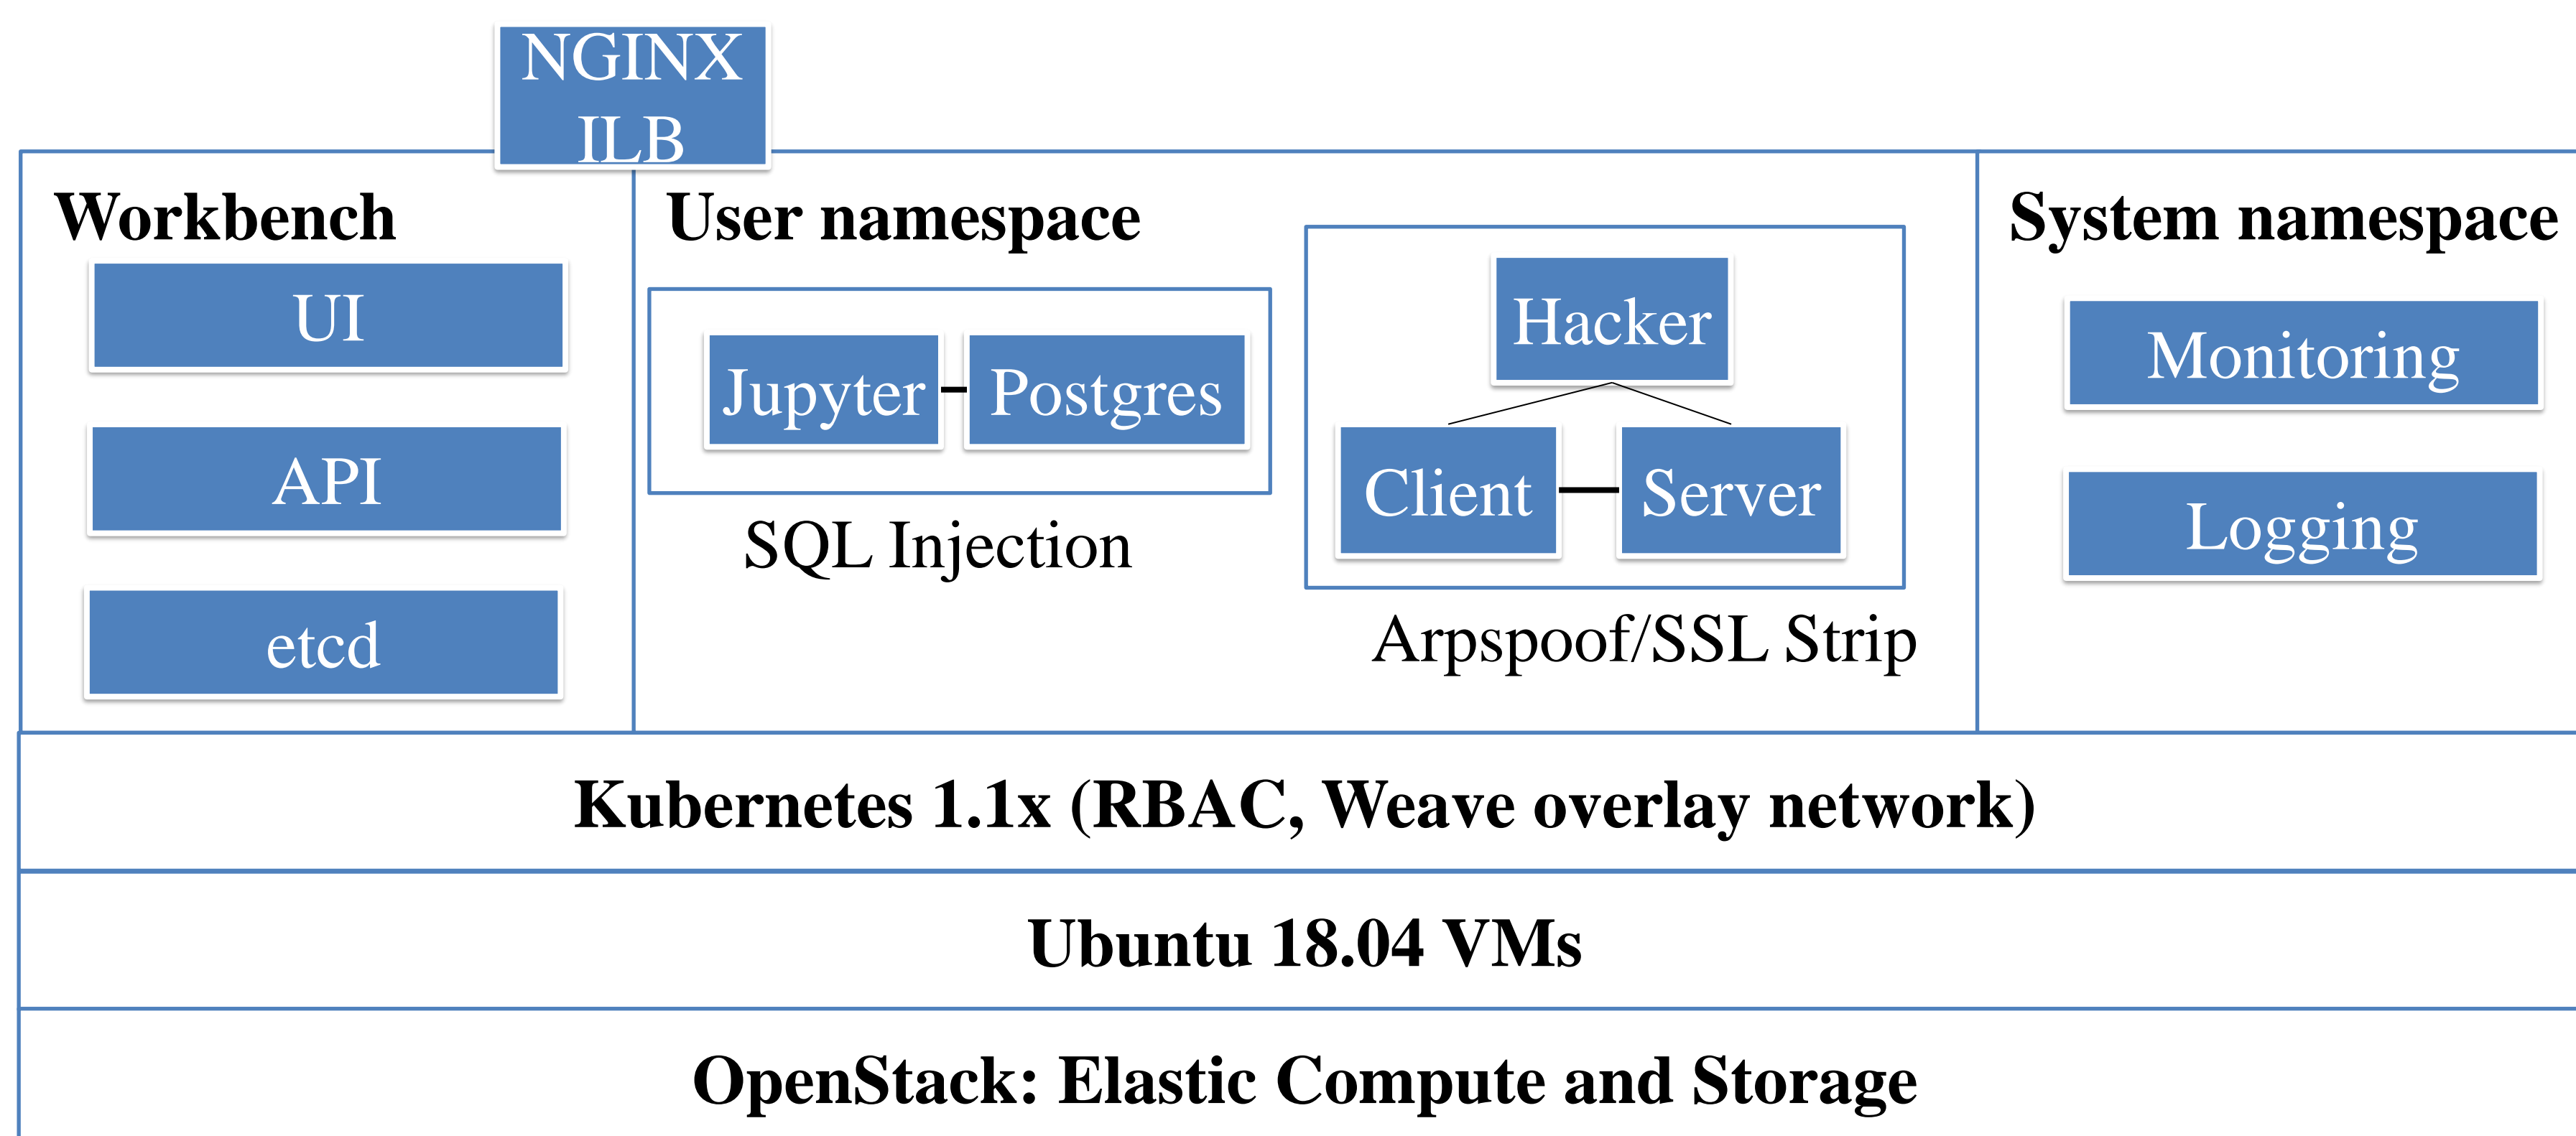 NGINX
ILB
Workbench
UI
API
etcd
User namespace
Jupyter
Postgres
SQL Injection
Hacker
Client
Server
Arpspoof/SSL Strip
System namespace
Monitoring
Logging
Kubernetes 1.1x (RBAC, Weave overlay network)
Ubuntu 18.04 VMs
OpenStack: Elastic Compute and Storage